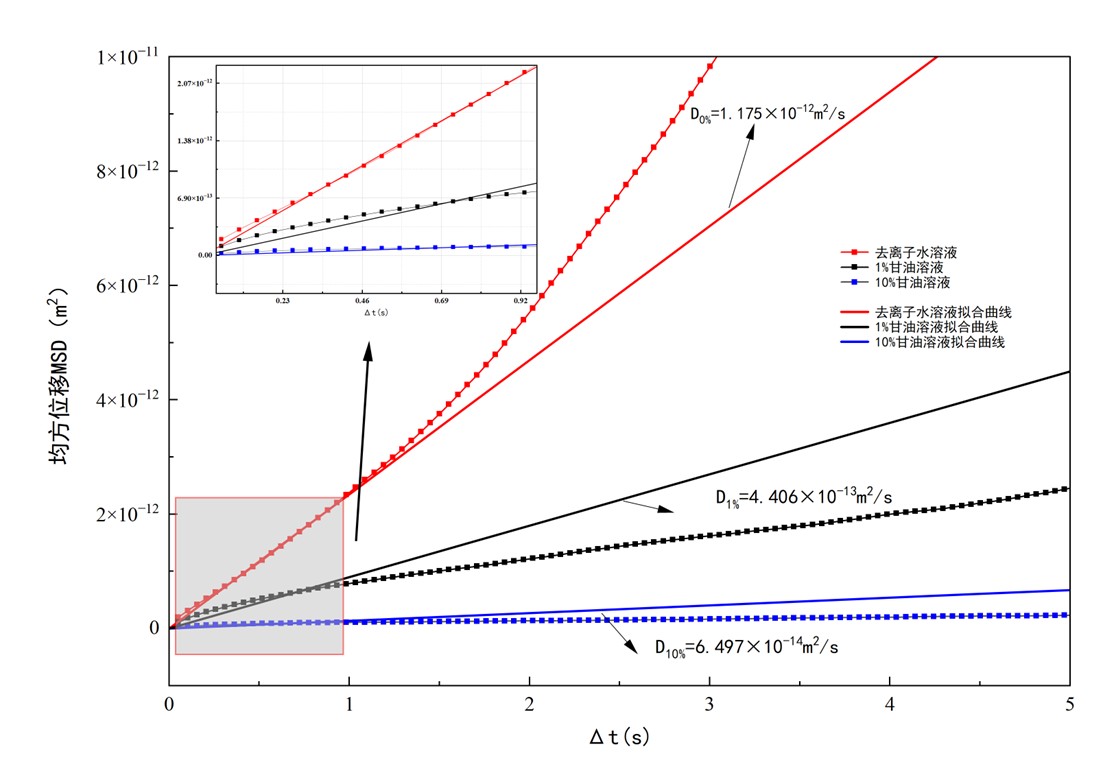 1×10⁻¹¹
8×10⁻¹²
6×10⁻¹²
4×10⁻¹²
2×10⁻¹²
0
均方位移MSD (m²)
2.07×10⁻¹²
1.38×10⁻¹²
6.90×10⁻¹³
0.00
0.23 0.46 0.69 0.92
Δt(s)
D0%=1.175×10⁻¹²m²/s
去离子水溶液
1%甘油溶液
10%甘油溶液
去离子水溶液拟合曲线
1%甘油溶液拟合曲线
10%甘油溶液拟合曲线
D1%=4.406×10⁻¹³m²/s
D10%=6.497×10⁻¹⁴m²/s
0 1 2 3 4 5
Δt(s)